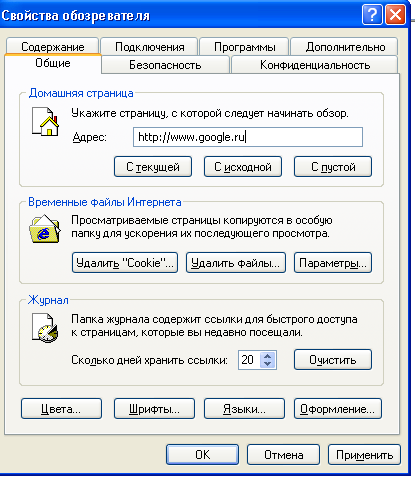 Свойства обозревателя
Содержание Подключения Программы Дополнительно
Общие Безопасность Конфиденциальность
Домашняя страница
Укажите страницу, с которой следует начинать обзор.
Адрес: http://www.google.ru
С текущей С исходной С пустой
Временные файлы Интернета
Просматриваемые страницы копируются в особую
папку для ускорения их последующего просмотра.
Удалить "Cookie"... Удалить файлы... Параметры...
Журнал
Папка журнала содержит ссылки для быстрого доступа
к страницам, которые вы недавно посещали.
Сколько дней хранить ссылки: 20 Очистить
Цвета... Шрифты... Языки... Оформление...
OK Отмена Применить